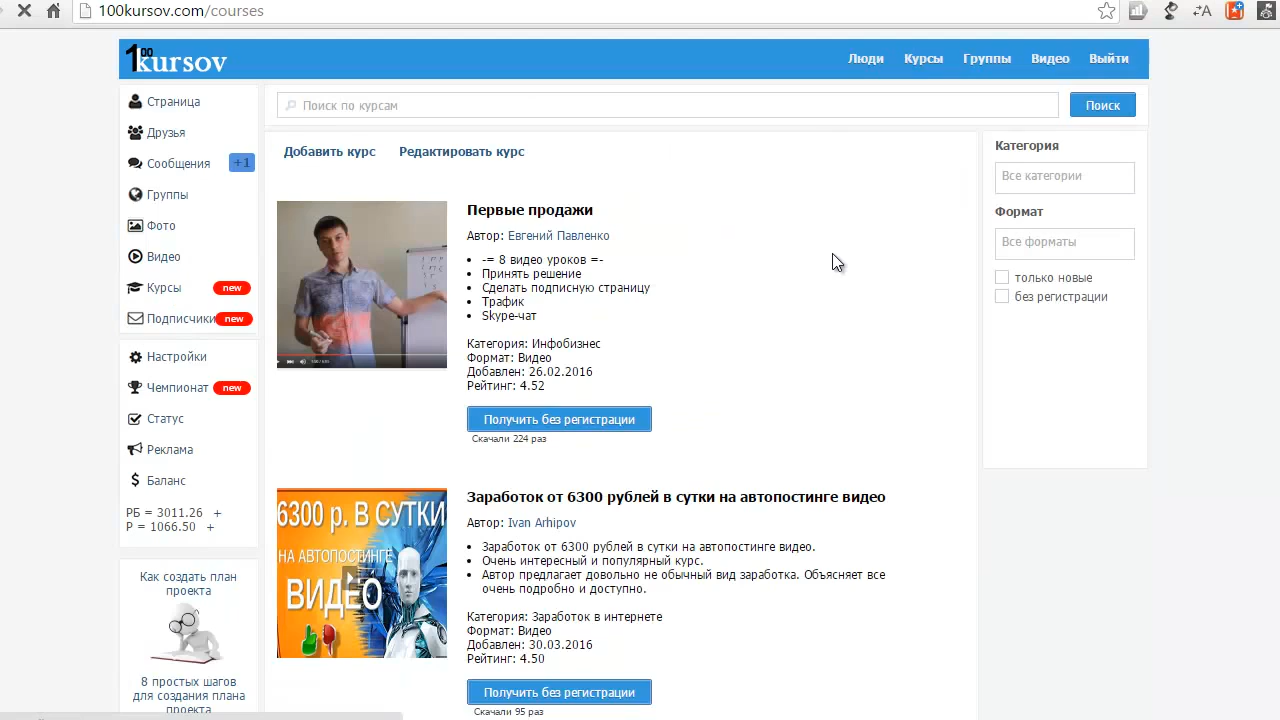 100kursov.com/courses
100kursov
Люди
Курсы
Группы
Видео
Выйти
Страница
Друзья
Сообщения +1
Группы
Фото
Видео
Курсы new
Подписчики new
Настройки
Чемпионат new
Статус
Реклама
$ Баланс
РБ = 3011.26 +
Р = 1066.50 +
Как создать план
проекта
8 простых шагов
для создания плана
проекта
Поиск по курсам
Поиск
Добавить курс
Редактировать курс
Первые продажи
Автор: Евгений Павленко
• -= 8 видео уроков =-
• Принять решение
• Сделать подписную страницу
• Трафик
• Skype-чат
Категория: Инфобизнес
Формат: Видео
Добавлен: 26.02.2016
Рейтинг: 4.52
Получить без регистрации
Скачали 224 раз
6300 р. В СУТКИ
НА АВТОПОСТИНГЕ
ВИДЕО
Заработок от 6300 рублей в сутки на автопостинге видео
Автор: Ivan Arhipov
• Заработок от 6300 рублей в сутки на автопостинге видео.
• Очень интересный и популярный курс.
• Автор предлагает довольно не обычный вид заработка. Объясняет все
очень подробно и доступно.
Категория: Заработок в интернете
Формат: Видео
Добавлен: 30.03.2016
Рейтинг: 4.50
Получить без регистрации
Скачали 95 раз
Категория
Все категории
Формат
Все форматы
только новые
без регистрации